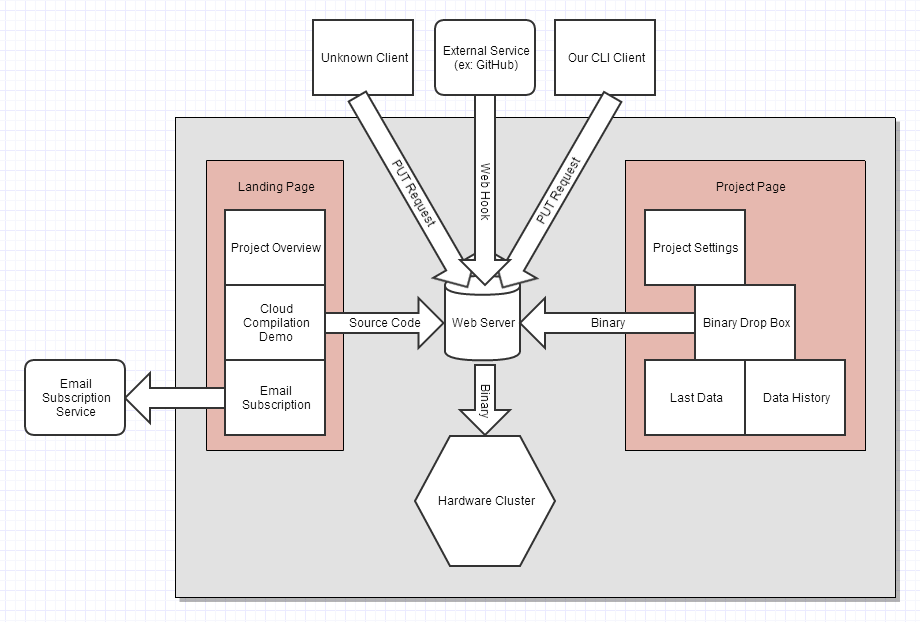 Unknown Client
External Service
(ex: GitHub)
Our CLI Client
PUT Request
Web Hook
PUT Request
Landing Page
Project Overview
Cloud
Compilation
Demo
Email
Subscription
Email
Subscription
Service
Source Code
Web Server
Binary
Binary
Hardware Cluster
Project Page
Project Settings
Binary Drop Box
Last Data
Data History